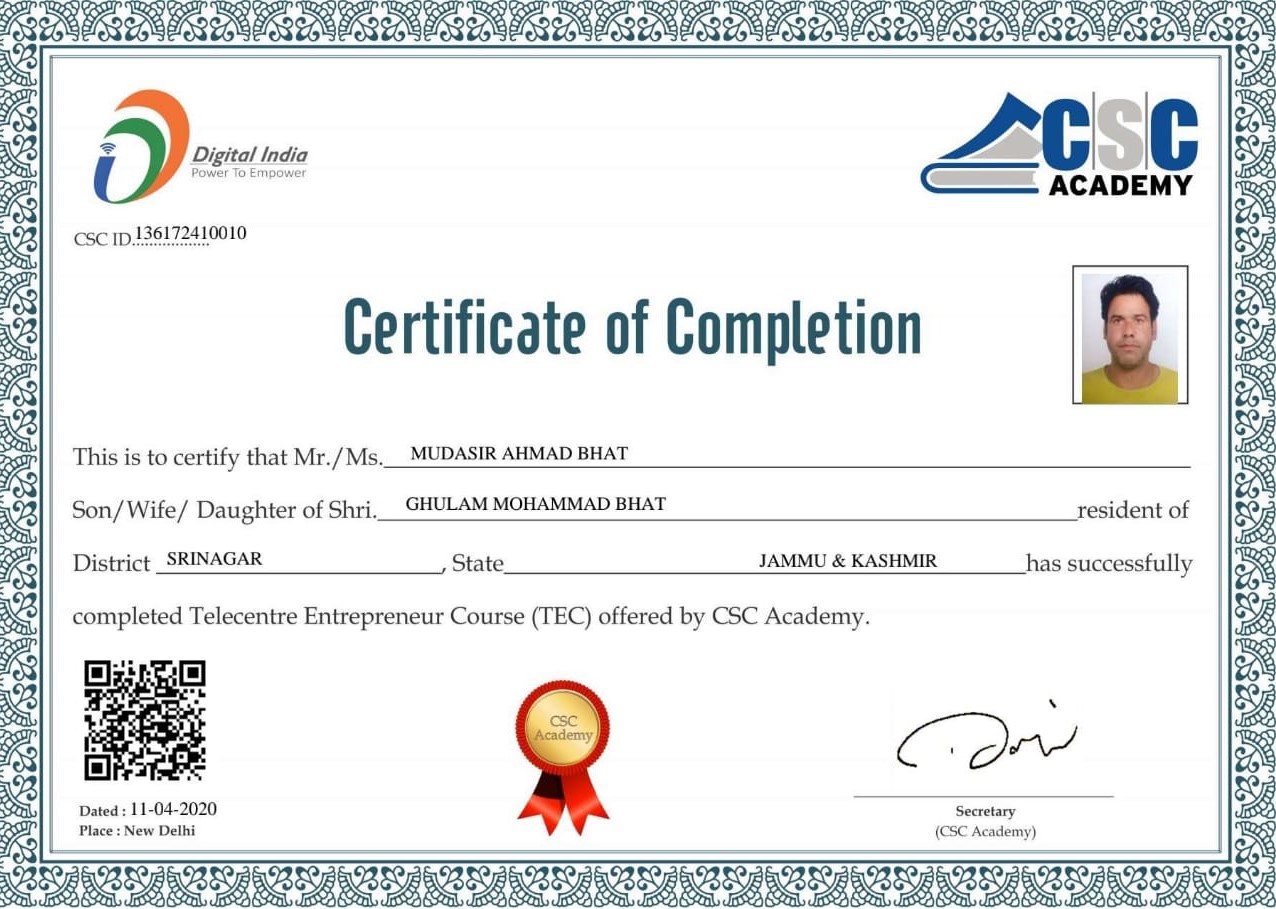 Digital India
Power To Empower
CSC
ACADEMY
CSC ID.136172410010
Certificate of Completion
This is to certify that Mr./Ms. MUDASIR AHMAD BHAT
Son/Wife/ Daughter of Shri. GHULAM MOHAMMAD BHAT resident of
District SRINAGAR, State JAMMU & KASHMIR has successfully
completed Telecentre Entrepreneur Course (TEC) offered by CSC Academy.
CSC
Academy
Dated : 11-04-2020
Place : New Delhi
Secretary
(CSC Academy)